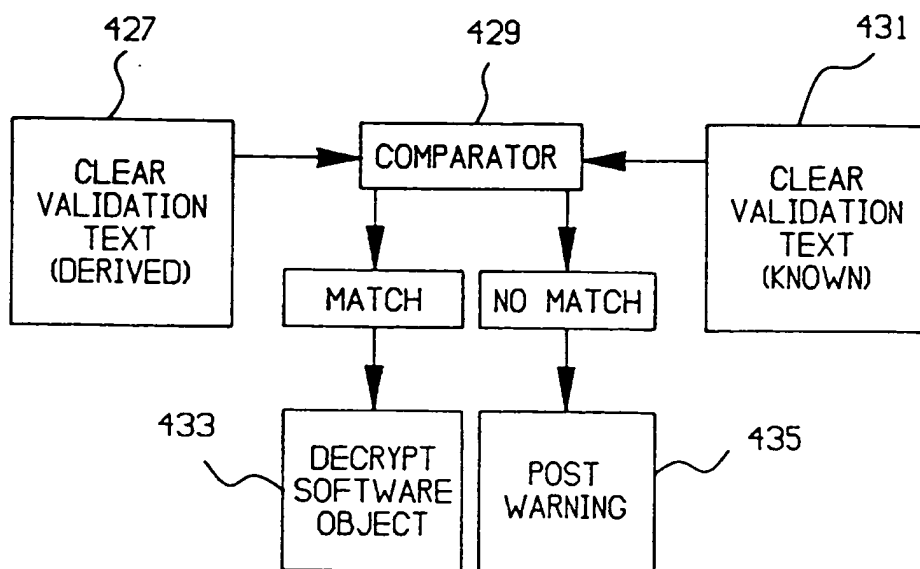 427
429
431
CLEAR
VALIDATION
TEXT
(DERIVED)
COMPARATOR
CLEAR
VALIDATION
TEXT
(KNOWN)
MATCH
NO MATCH
433
DECRYPT
SOFTWARE
OBJECT
POST
WARNING
435